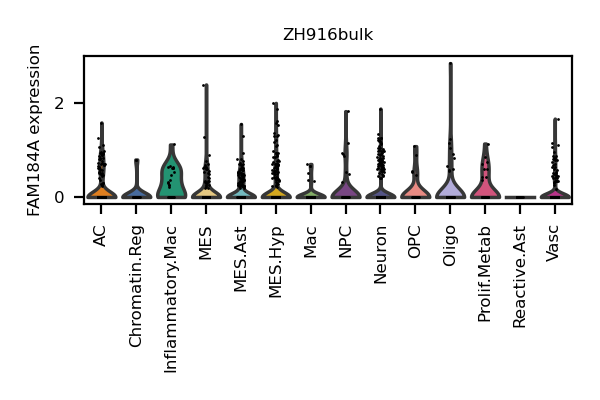 ZH916bulk
FAM184A expression
2
0
AC
Chromatin.Reg
Inflammatory.Mac
MES
MES.Ast
MES.Hyp
Mac
NPC
Neuron
OPC
Oligo
Prolif.Metab
Reactive.Ast
Vasc